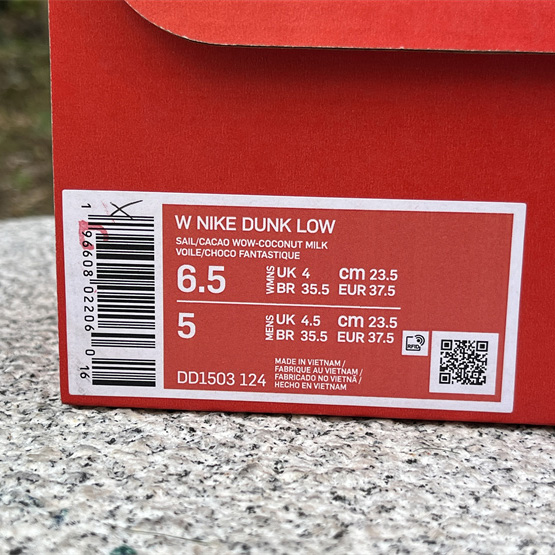 W NIKE DUNK LOW
SAIL/CACAO WOW-COCONUT MILK
VOILE/CHOCO FANTASTIQUE
6.5 WMNS UK 4 cm 23.5
BR 35.5 EUR 37.5
5 MENS UK 4.5 cm 23.5
BR 35.5 EUR 37.5
RFID
MADE IN VIETNAM /
FABRIQUE AU VIETNAM /
FABRICADO NO VIETNÃ /
HECHO EN VIETNAM
DD1503 124
1 96608 02206 0 16
X